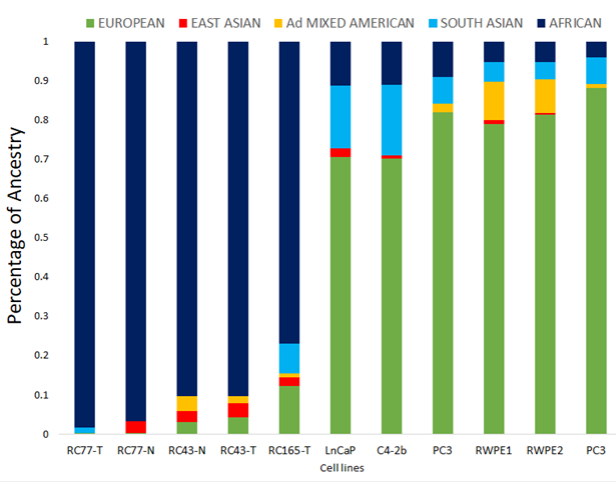 EUROPEAN EAST ASIAN Ad MIXED AMERICAN SOUTH ASIAN AFRICAN
Percentage of Ancestry
1
0.9
0.8
0.7
0.6
0.5
0.4
0.3
0.2
0.1
0
RC77-T RC77-N RC43-N RC43-T RC165-T LnCaP C4-2b PC3 RWPE1 RWPE2 PC3
Cell lines